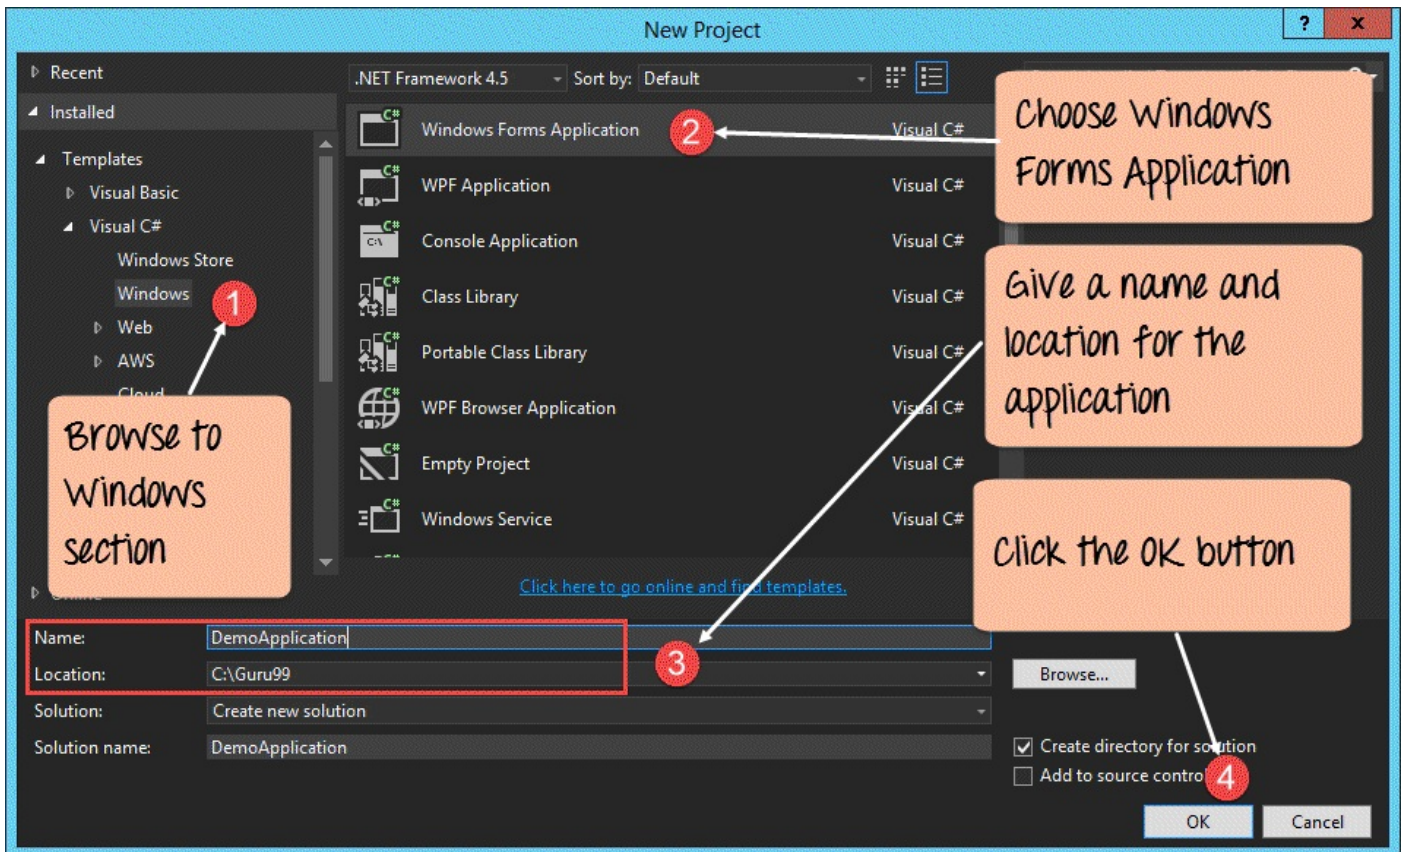 New Project
?
x
Recent
.NET Framework 4.5
Sort by: Default
Installed
Templates
Visual Basic
Visual C#
Windows Store
Windows
1
Web
AWS
Cloud
Browse to
Windows
section
C# Windows Forms Application
2
Visual C#
C# WPF Application
Visual C#
C# C:\ Console Application
Visual C#
C# Class Library
Visual C#
C# Portable Class Library
Visual C#
C# WPF Browser Application
Visual C#
C# Empty Project
Visual C#
C# Windows Service
Visual C#
C#
Choose Windows
Forms Application
Give a name and
location for the
application
Click the OK button
Click here to go online and find templates.
Name: DemoApplication
Location: C:\Guru99
3
Browse...
Solution: Create new solution
Solution name: DemoApplication
Create directory for solution
Add to source control
4
OK
Cancel